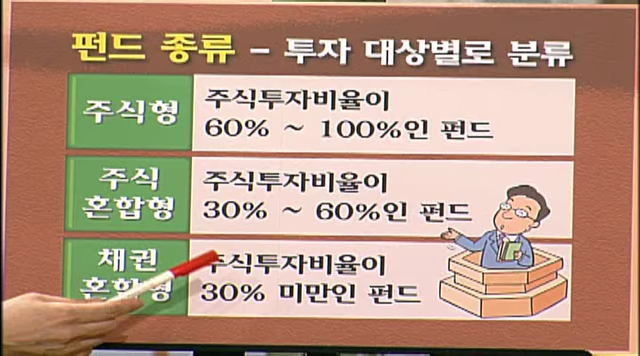 펀드 종류 – 투자 대상별로 분류
주식형
주식투자비율이
60% ~ 100%인 펀드
주식
혼합형
주식투자비율이
30% ~ 60%인 펀드
채권
혼합형
주식투자비율이
30% 미만인 펀드